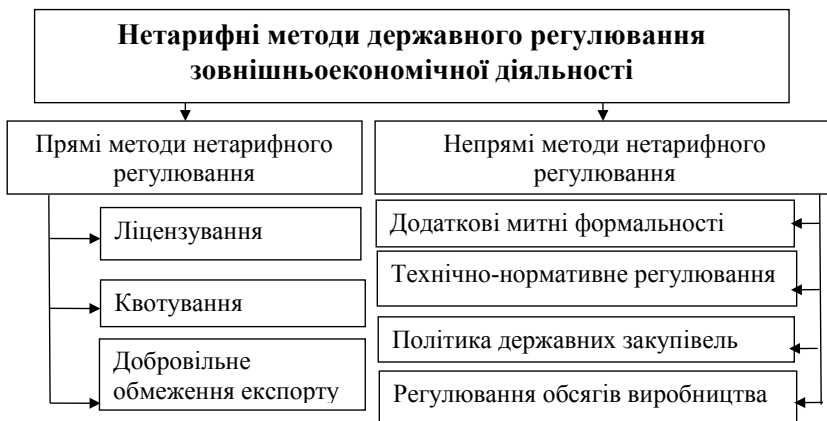 Нетарифні методи державного регулювання
зовнішньоекономічної діяльності
Прямі методи нетарифного
регулювання
Непрямі методи нетарифного
регулювання
Ліцензування
Квотування
Добровільне
обмеження експорту
Додаткові митні формальності
Технічно-нормативне регулювання
Політика державних закупівель
Регулювання обсягів виробництва